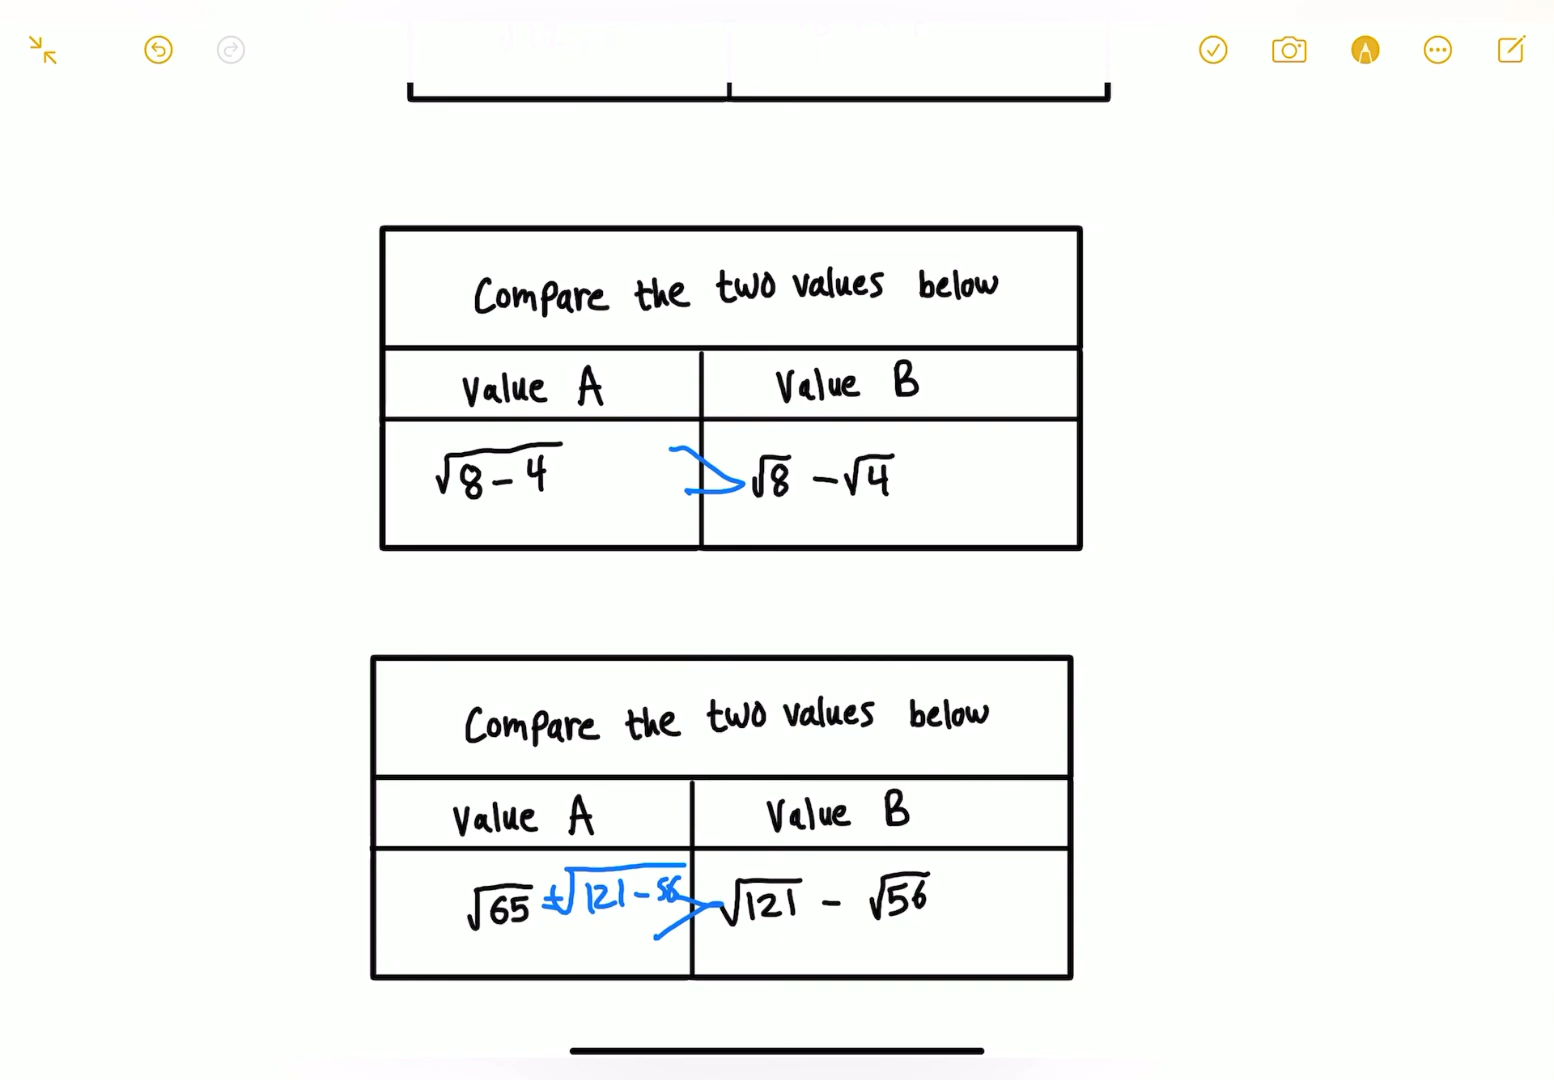 Compare the two values below
Value A
Value B
√8-4
√8 - √4
Compare the two values below
Value A
Value B
√65 = √121-56
√121 - √56